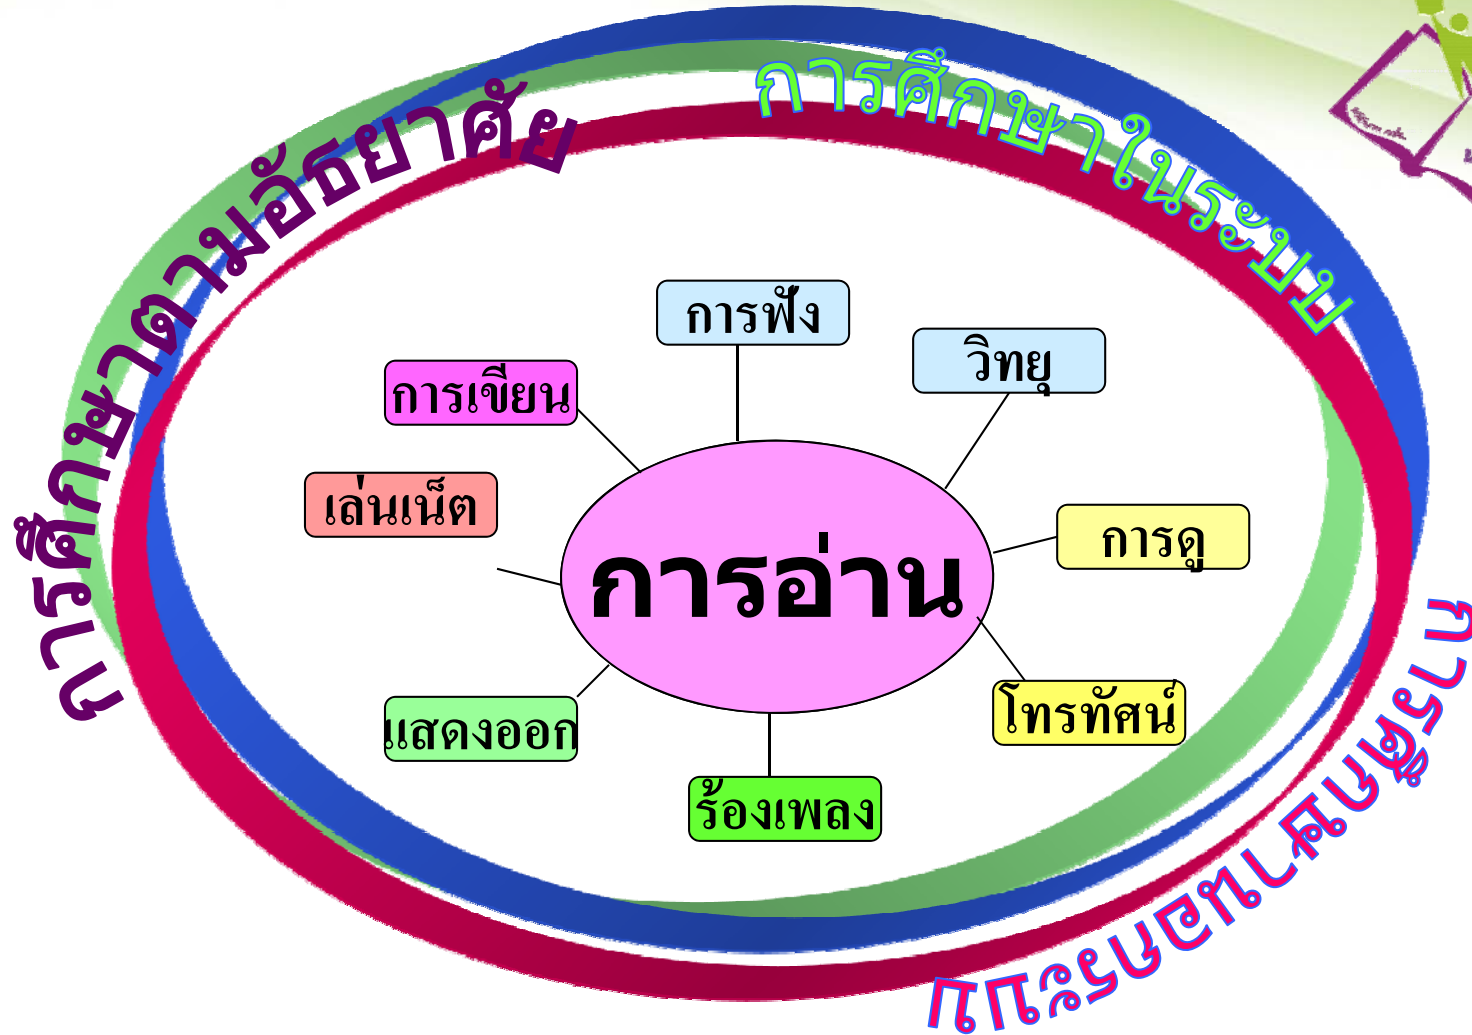 การศึกษาตามอัธยาศัย
การศึกษาในระบบ
การฟัง
วิทยุ
การเขียน
เล่นเน็ต
การดู
การอ่าน
โทรทัศน์
แสดงออก
ร้องเพลง
การศึกษานอกระบบ